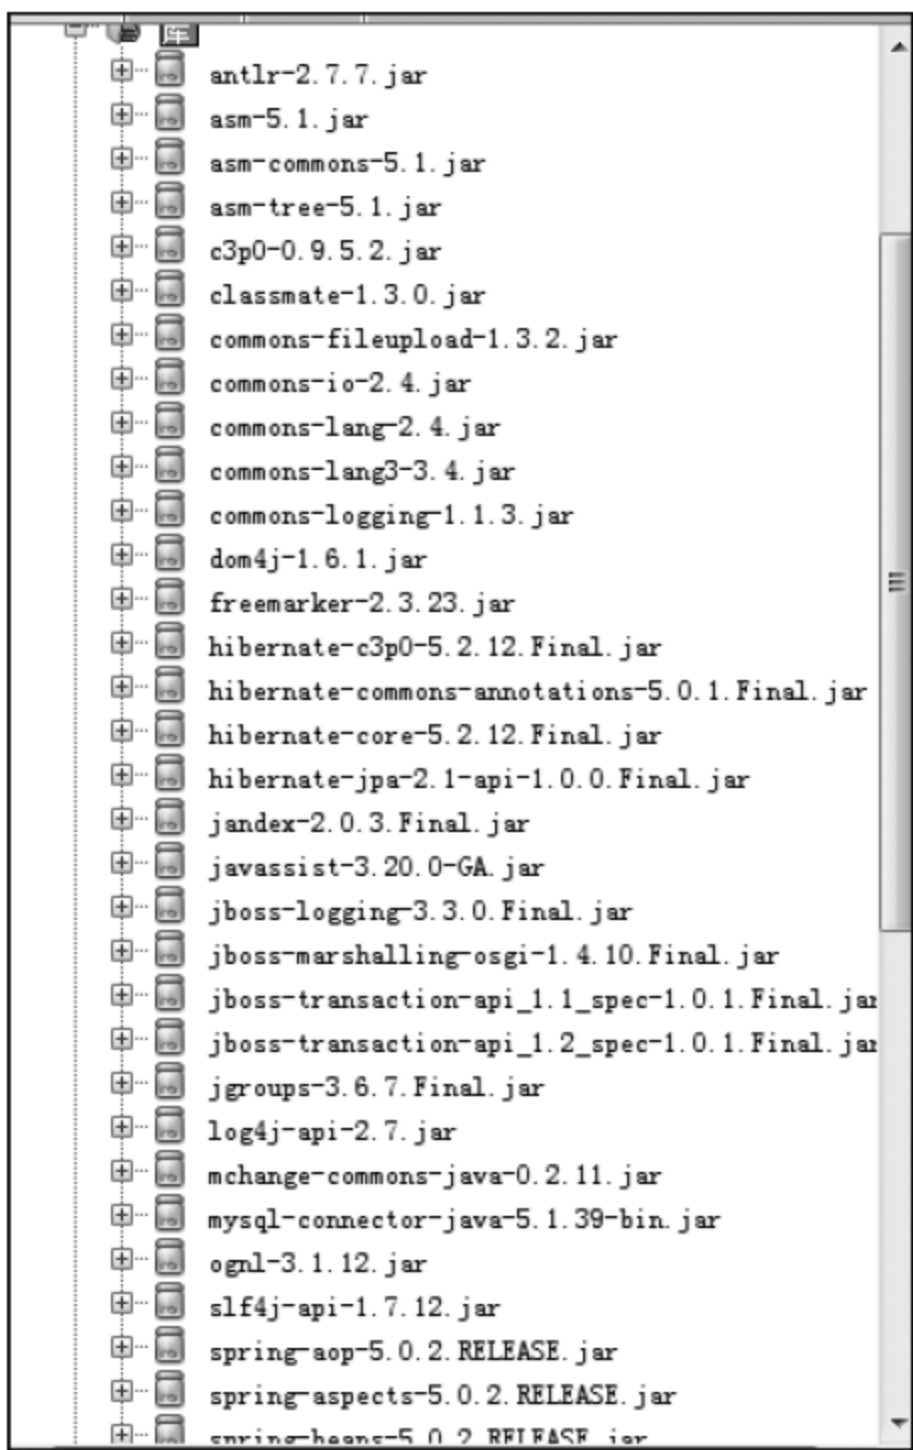 库
antlr-2.7.7.jar
asm-5.1.jar
asm-commons-5.1.jar
asm-tree-5.1.jar
c3p0-0.9.5.2.jar
classmate-1.3.0.jar
commons-fileupload-1.3.2.jar
commons-io-2.4.jar
commons-lang-2.4.jar
commons-lang3-3.4.jar
commons-logging-1.1.3.jar
dom4j-1.6.1.jar
freemarker-2.3.23.jar
hibernate-c3p0-5.2.12.Final.jar
hibernate-commons-annotations-5.0.1.Final.jar
hibernate-core-5.2.12.Final.jar
hibernate-jpa-2.1-api-1.0.0.Final.jar
jandex-2.0.3.Final.jar
javassist-3.20.0-GA.jar
jboss-logging-3.3.0.Final.jar
jboss-marshalling-osgi-1.4.10.Final.jar
jboss-transaction-api_1.1_spec-1.0.1.Final.jar
jboss-transaction-api_1.2_spec-1.0.1.Final.jar
jgroups-3.6.7.Final.jar
log4j-api-2.7.jar
mchange-commons-java-0.2.11.jar
mysql-connector-java-5.1.39-bin.jar
ognl-3.1.12.jar
slf4j-api-1.7.12.jar
spring-aop-5.0.2.RELEASE.jar
spring-aspects-5.0.2.RELEASE.jar
spring-beans-5.0.2.RELEASE.jar